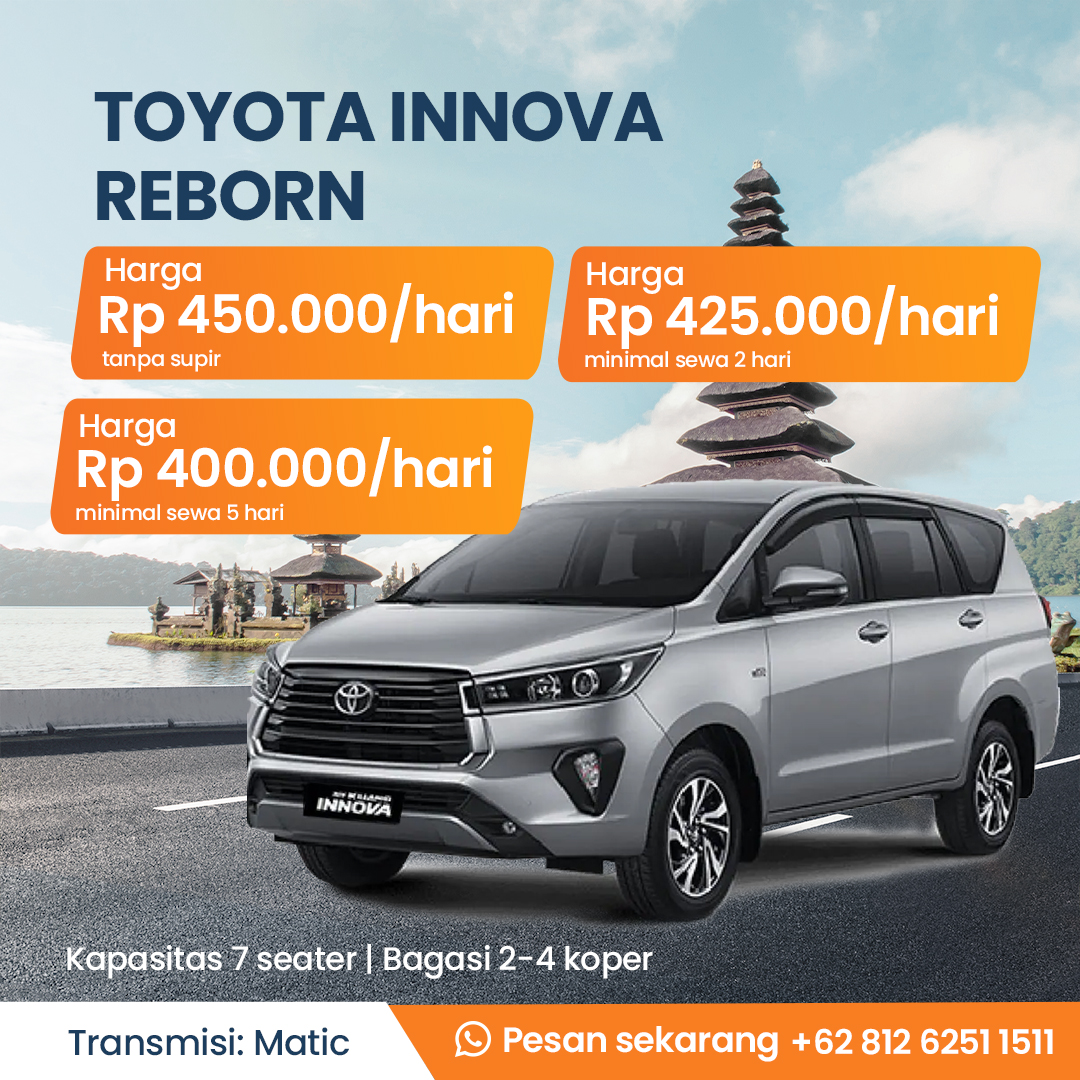 TOYOTA INNOVA
REBORN
Harga
Rp 450.000/hari
tanpa supir
Harga
Rp 425.000/hari
minimal sewa 2 hari
Harga
Rp 400.000/hari
minimal sewa 5 hari
INNOVA
Kapasitas 7 seater | Bagasi 2-4 koper
Transmisi: Matic
Pesan sekarang +62 812 6251 1511